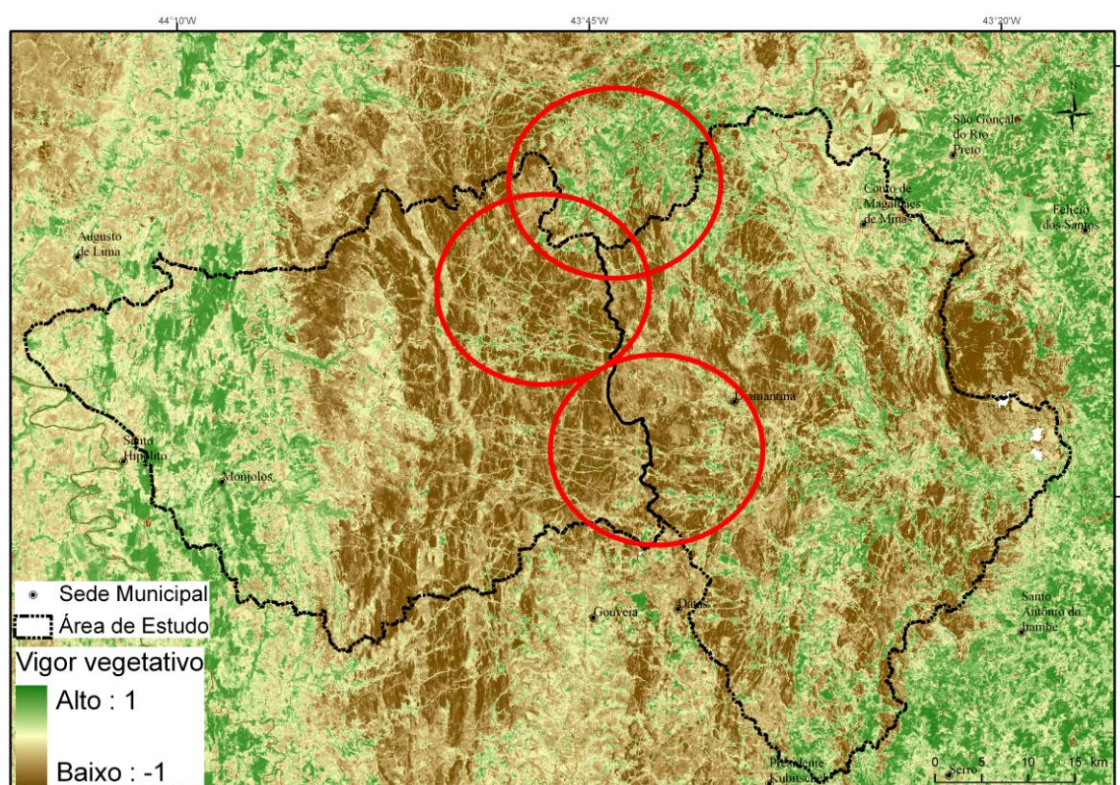 44°10'W
43°45'W
43°20'W
N
São Gonçalo
do Rio
Preto
Couto de
Magalhães
de Minas
Felício
dos Santos
Augusto
de Lima
Diamantina
Santo
Hipólito
Monjolos
Gouveia
Datas
Santo
Antônio do
Itambé
Presidente
Kubitschek
Serro
0 5 10 15 km
Sede Municipal
Área de Estudo
Vigor vegetativo
Alto : 1
Baixo : -1